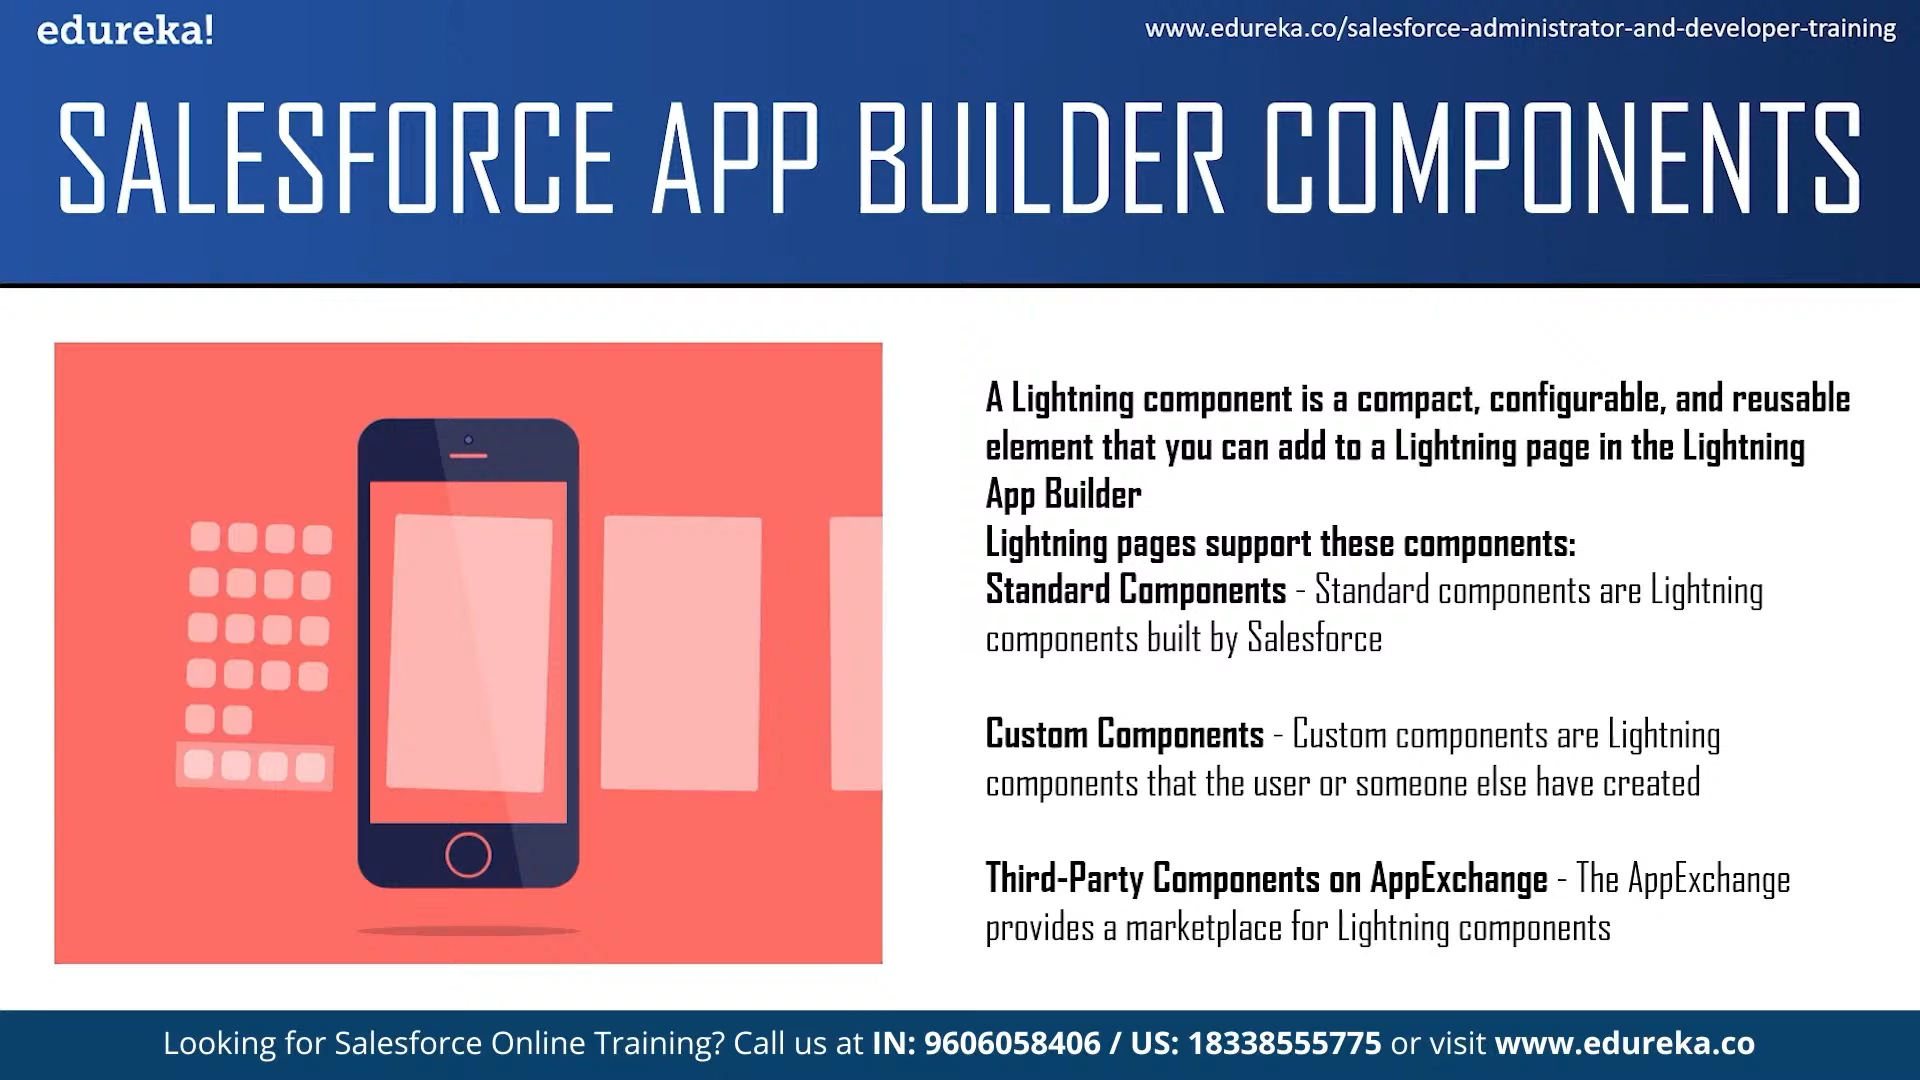 edureka!
www.edureka.co/salesforce-administrator-and-developer-training
SALESFORCE APP BUILDER COMPONENTS
A Lightning component is a compact, configurable, and reusable
element that you can add to a Lightning page in the Lightning
App Builder
Lightning pages support these components:
Standard Components - Standard components are Lightning
components built by Salesforce
Custom Components - Custom components are Lightning
components that the user or someone else have created
Third-Party Components on AppExchange - The AppExchange
provides a marketplace for Lightning components
Looking for Salesforce Online Training? Call us at IN: 9606058406 / US: 18338555775 or visit www.edureka.co